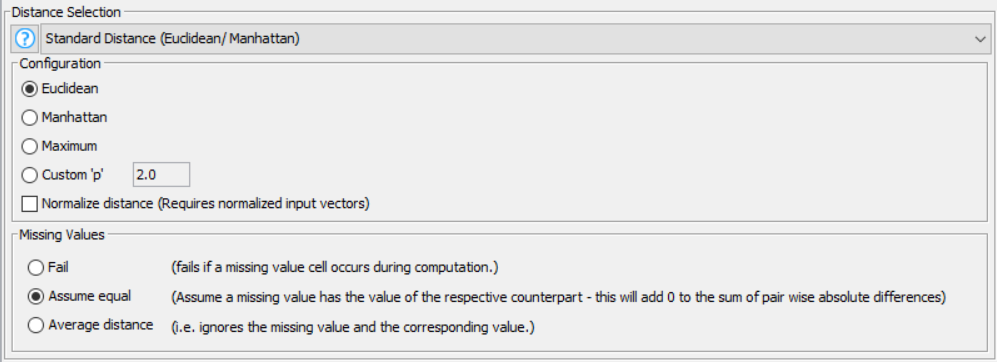 Distance Selection
? Standard Distance (Euclidean/ Manhattan)
Configuration
Euclidean
Manhattan
Maximum
Custom 'p' 2.0
Normalize distance (Requires normalized input vectors)
Missing Values
Fail (fails if a missing value cell occurs during computation.)
Assume equal (Assume a missing value has the value of the respective counterpart - this will add 0 to the sum of pair wise absolute differences)
Average distance (i.e. ignores the missing value and the corresponding value.)